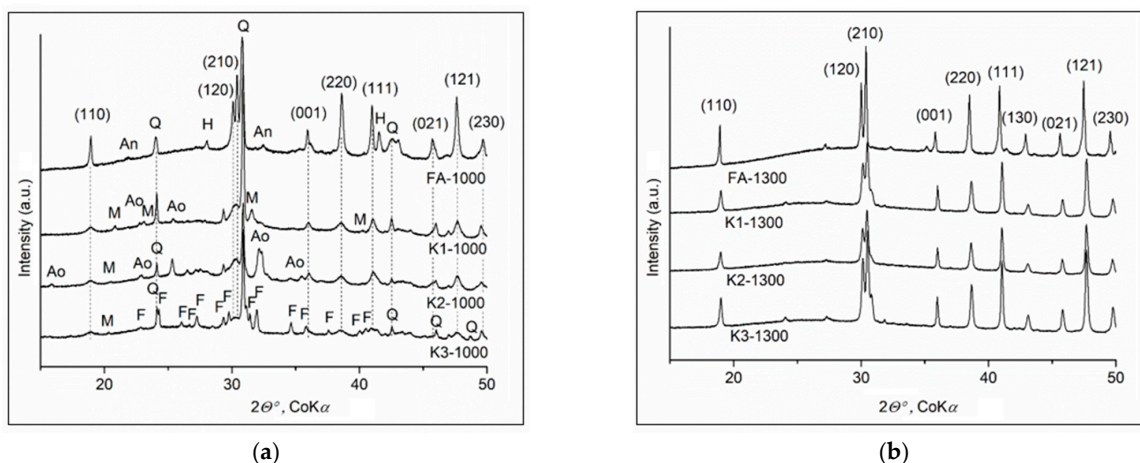 Q
(210)
(120)
(220)
(121)
(111)
(110)
(001)
H
(021)
(230)
Q
H
An
An
Q
FA-1000
M
Ao
M
Ao
M
M
K1-1000
Q
Ao
Ao
M
Ao
Ao
K2-1000
Q
F
M
F
F
F
F
F
F
F
F
F
F
F
F
F
Q
Q
Q
K3-1000
Intensity (a.u.)
20
30
40
50
2Θ°, CoKα
(a)
(210)
(120)
(220)
(111)
(121)
(110)
(001)
(130)
(021)
(230)
FA-1300
K1-1300
K2-1300
K3-1300
Intensity (a.u.)
20
30
40
50
2Θ°, CoKα
(b)